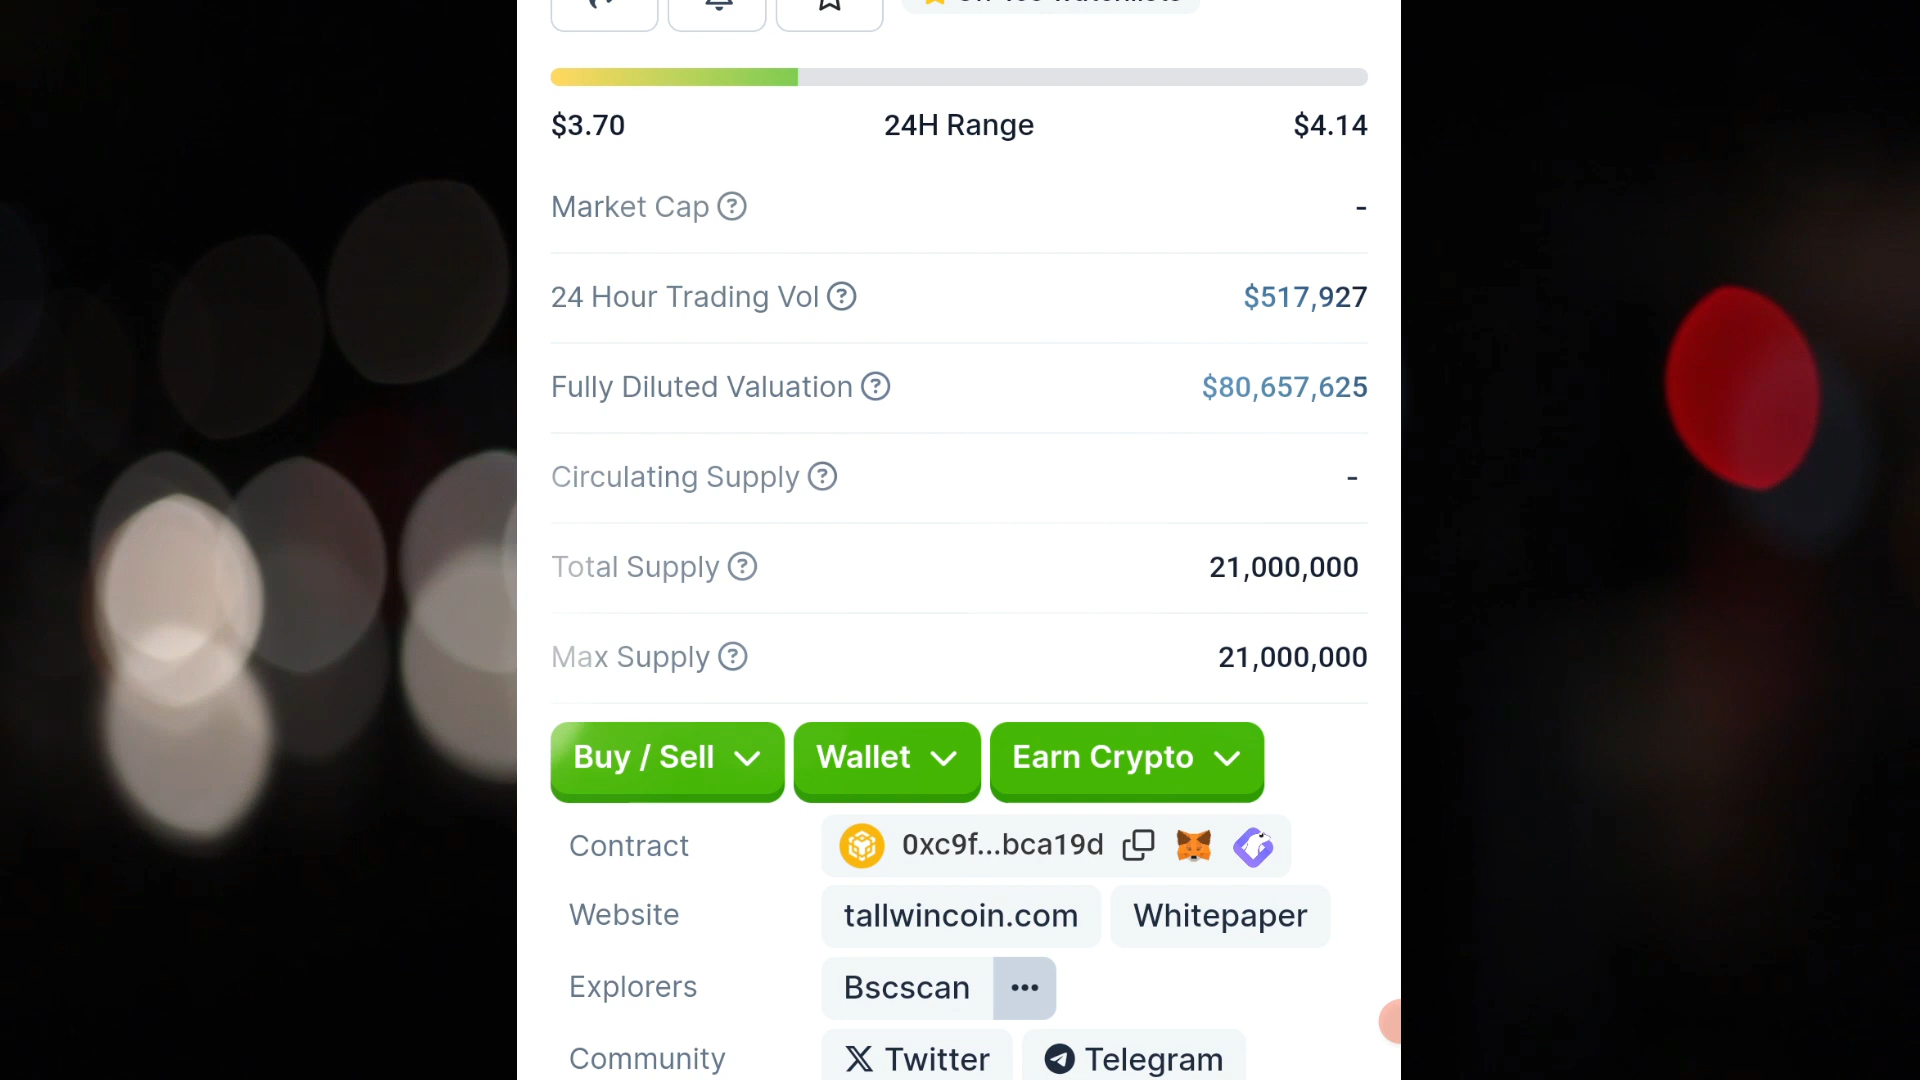 $3.70 24H Range $4.14
Market Cap -
24 Hour Trading Vol $517,927
Fully Diluted Valuation $80,657,625
Circulating Supply -
Total Supply 21,000,000
Max Supply 21,000,000
Buy / Sell Wallet Earn Crypto
Contract 0xc9f...bca19d
Website tallwincoin.com Whitepaper
Explorers Bscscan •••
Community Twitter Telegram